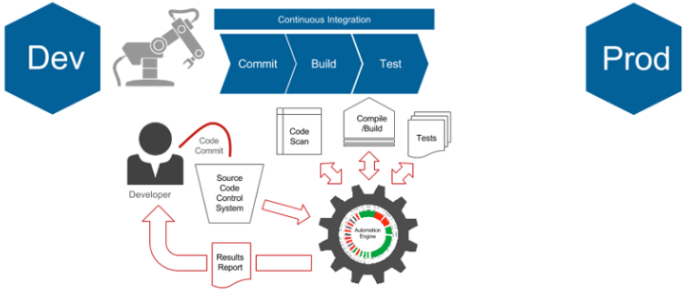 Continuous Integration
Dev
Commit
Build
Test
Prod
Code
Scan
Compile
/Build
Tests
Code
Commit
Developer
Source
Code
Control
System
Automation
Engine
Results
Report